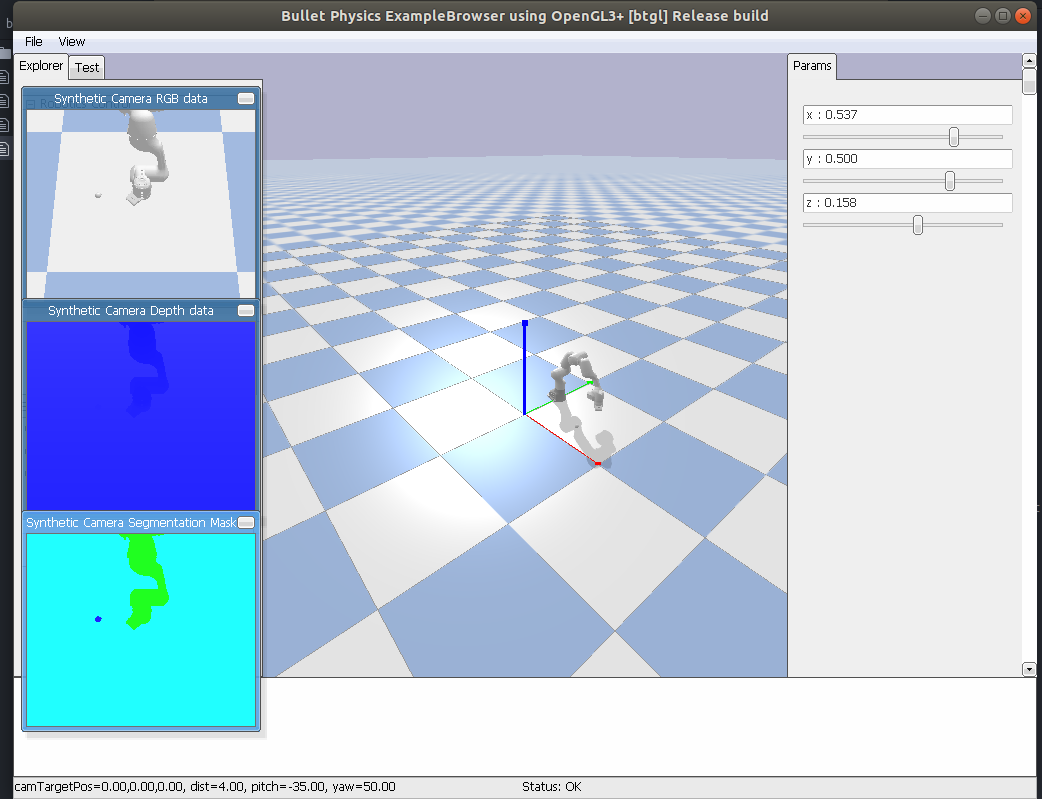 Bullet Physics ExampleBrowser using OpenGL3+ [btgl] Release build
File View
Explorer Test
Params
Synthetic Camera RGB data
x : 0.537
y : 0.500
z : 0.158
Synthetic Camera Depth data
Synthetic Camera Segmentation Mask
camTargetPos=0.00,0.00,0.00, dist=4.00, pitch=-35.00, yaw=50.00
Status: OK